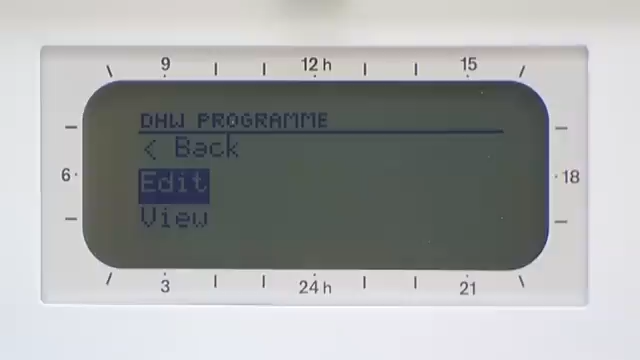 9 12 h 15
DHW PROGRAMME
< Back
6 Edit 18
View
3 24 h 21